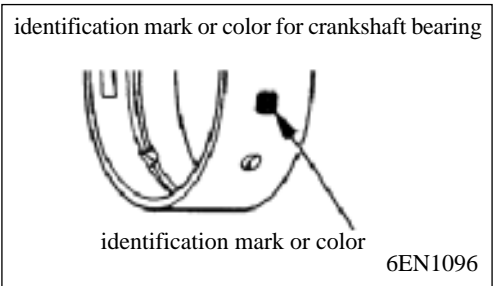 identification mark or color for crankshaft bearing
identification mark or color
6EN1096